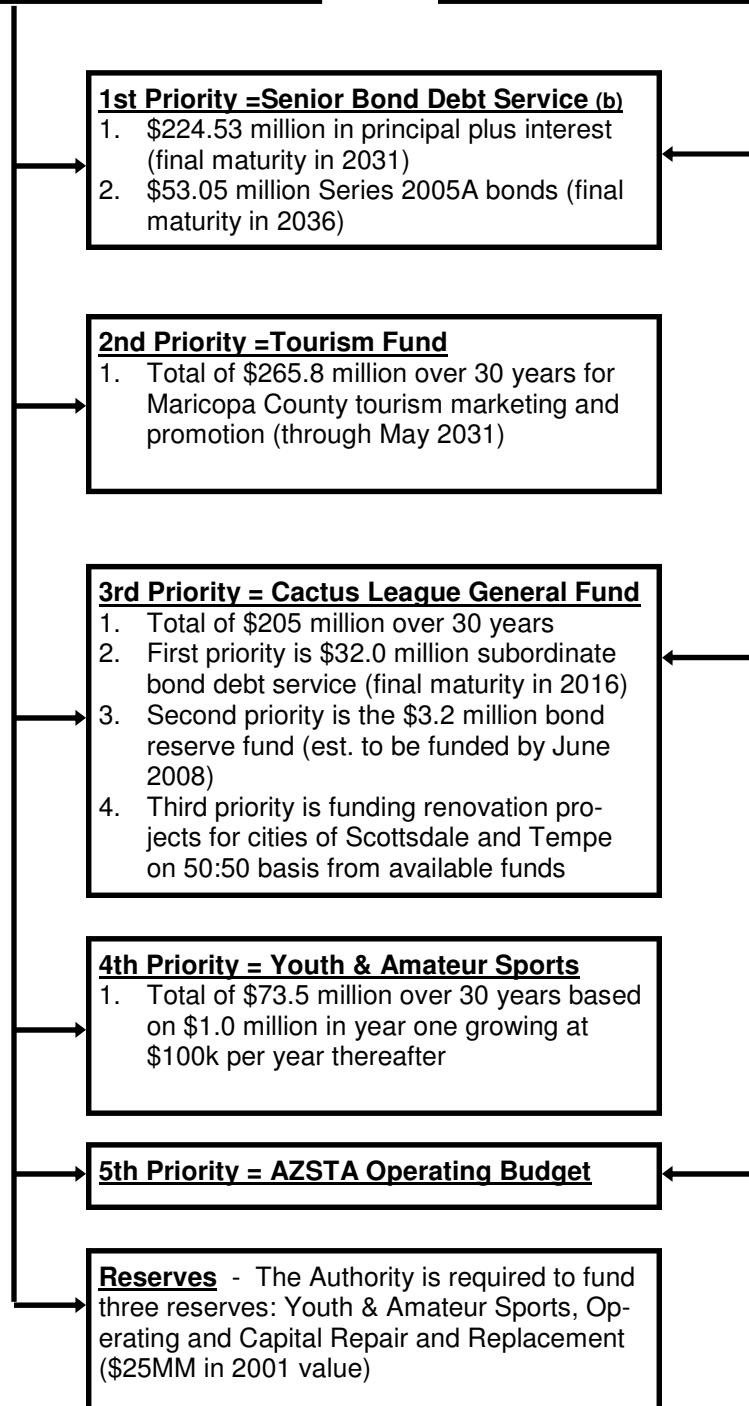 1st Priority =Senior Bond Debt Service (b)
1. $224.53 million in principal plus interest
(final maturity in 2031)
2. $53.05 million Series 2005A bonds (final
maturity in 2036)
2nd Priority =Tourism Fund
1. Total of $265.8 million over 30 years for
Maricopa County tourism marketing and
promotion (through May 2031)
3rd Priority = Cactus League General Fund
1. Total of $205 million over 30 years
2. First priority is $32.0 million subordinate
bond debt service (final maturity in 2016)
3. Second priority is the $3.2 million bond
reserve fund (est. to be funded by June
2008)
4. Third priority is funding renovation pro-
jects for cities of Scottsdale and Tempe
on 50:50 basis from available funds
4th Priority = Youth & Amateur Sports
1. Total of $73.5 million over 30 years based
on $1.0 million in year one growing at
$100k per year thereafter
5th Priority = AZSTA Operating Budget
Reserves - The Authority is required to fund
three reserves: Youth & Amateur Sports, Op-
erating and Capital Repair and Replacement
($25MM in 2001 value)